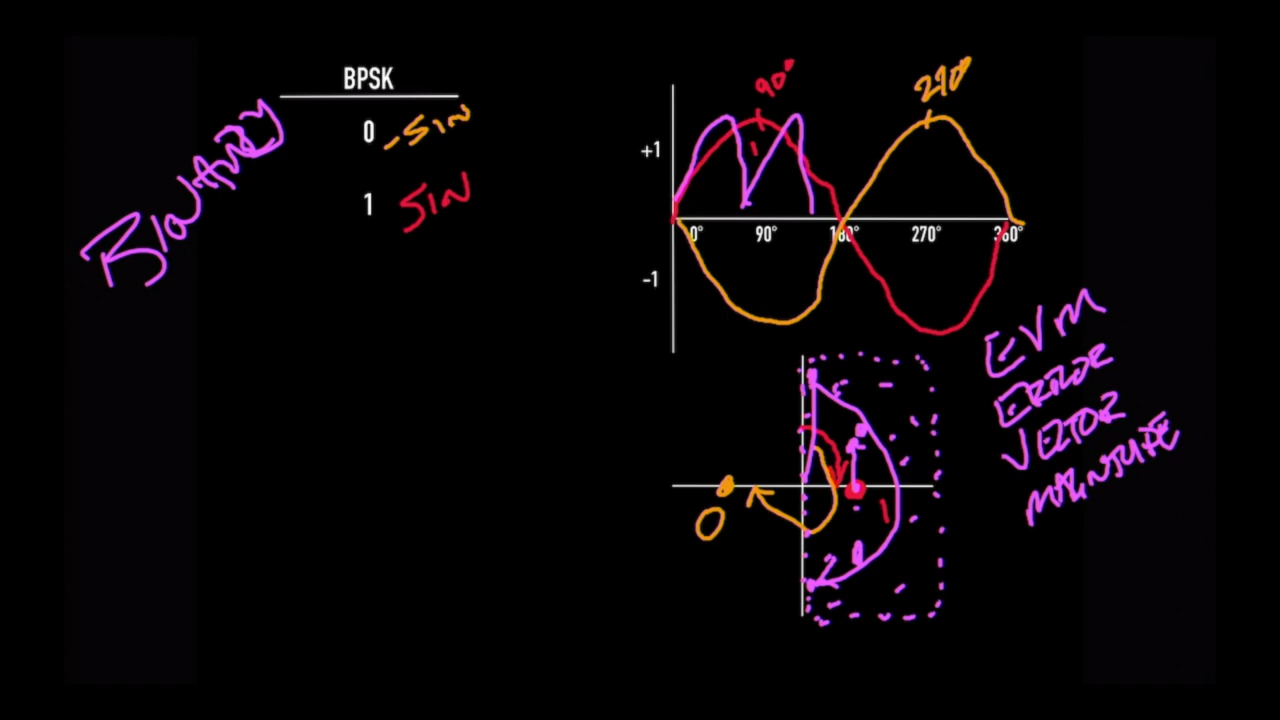 BPSK
0 -SIN
1 SIN
BINARY
90°
270°
+1
1
0° 90° 180° 270° 360°
-1
EVM
ERROR
VECTOR
MAGNITUDE
0
1